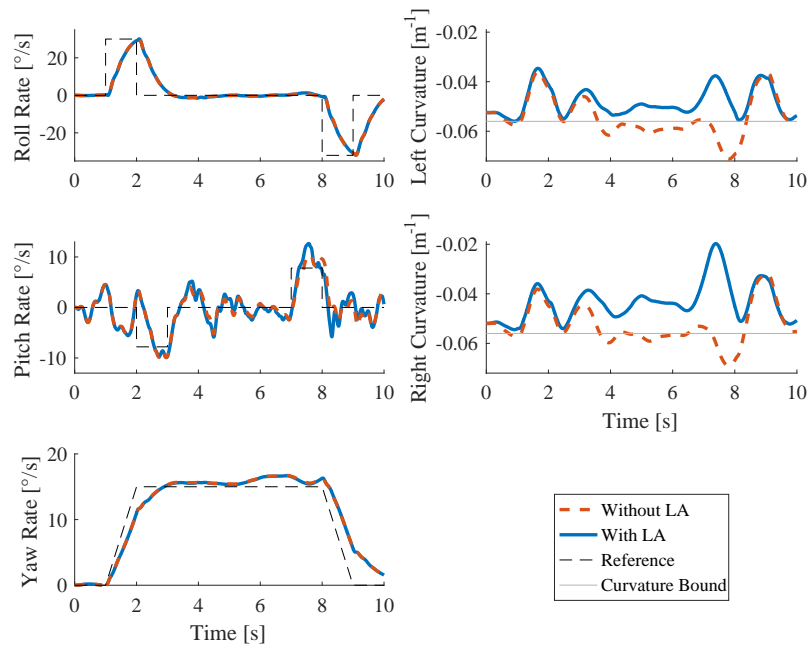 Roll Rate [°/s]
20
0
-20
0 2 4 6 8 10
Left Curvature [m-1]
-0.02
-0.04
-0.06
0 2 4 6 8 10
Pitch Rate [°/s]
10
0
-10
0 2 4 6 8 10
Right Curvature [m-1]
-0.02
-0.04
-0.06
0 2 4 6 8 10
Time [s]
Yaw Rate [°/s]
20
10
0
0 2 4 6 8 10
Time [s]
Without LA
With LA
Reference
Curvature Bound